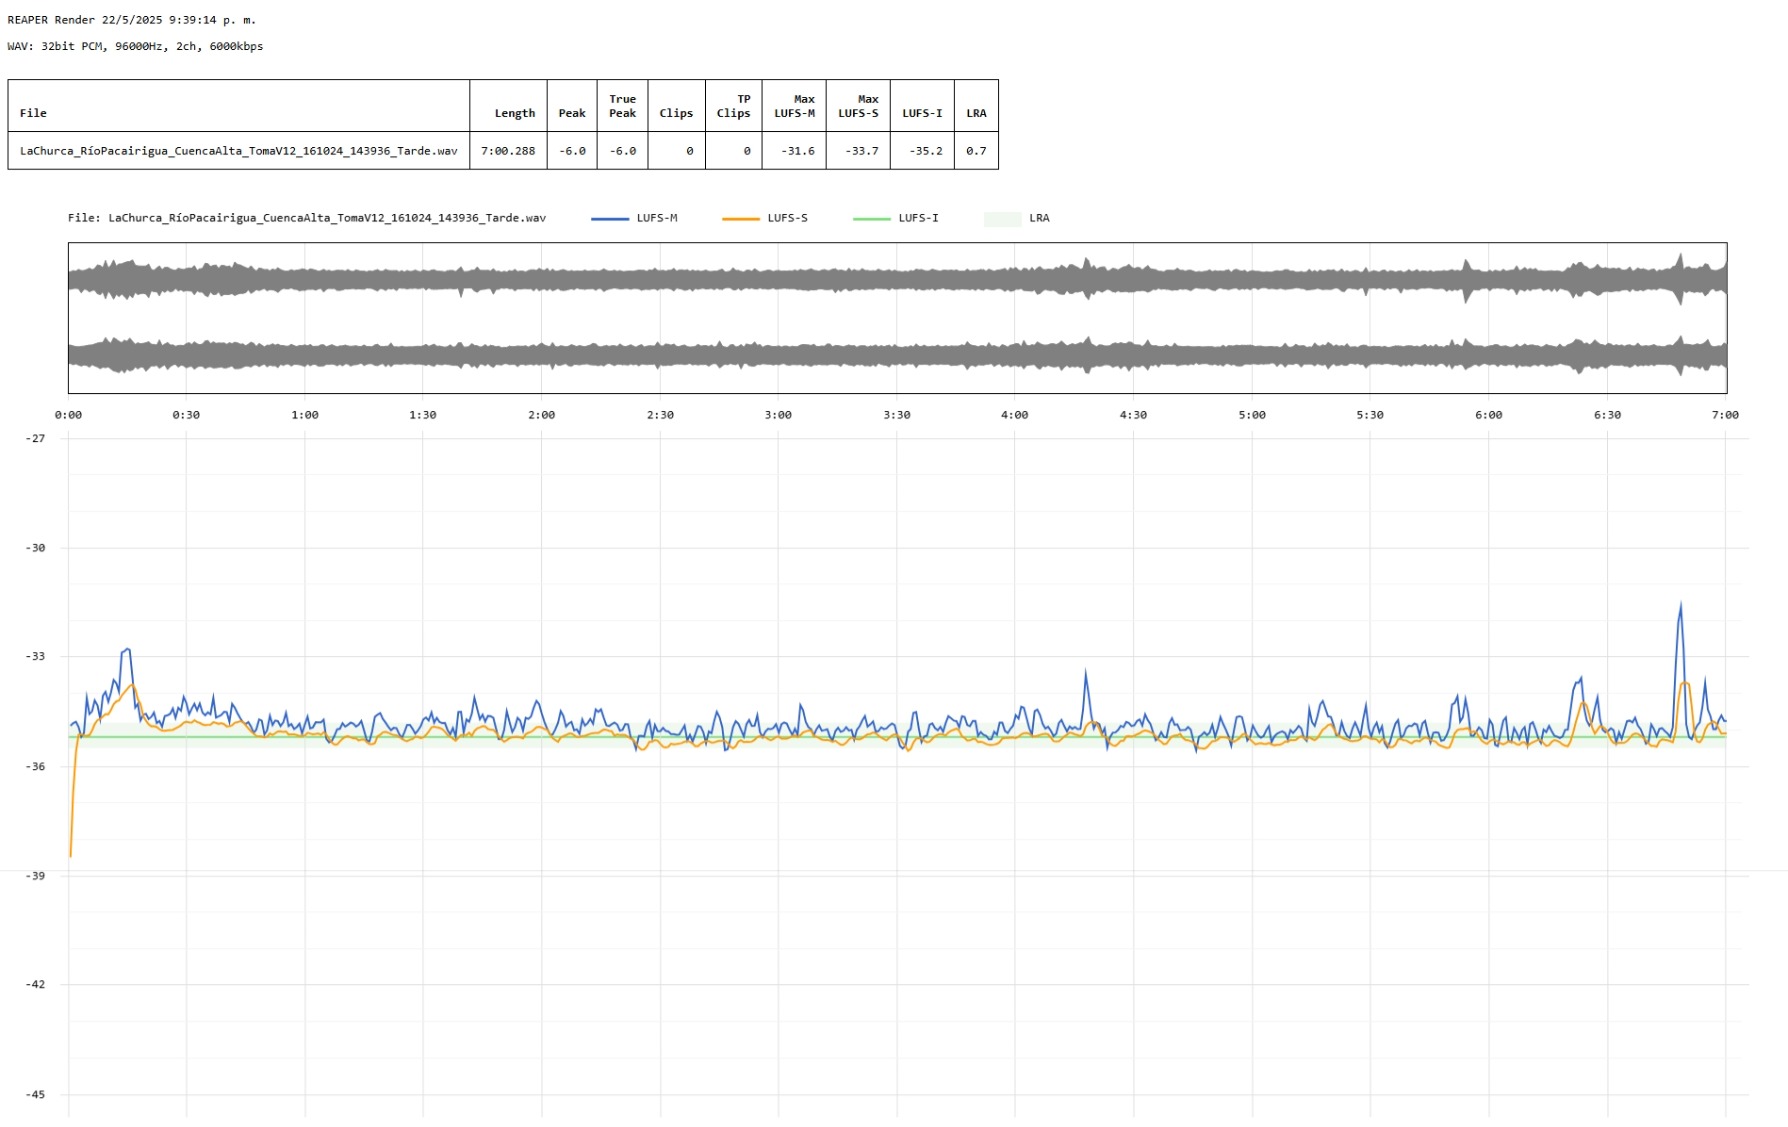 REAPER Render 22/5/2025 9:39:14 p. m.
WAV: 32bit PCM, 96000Hz, 2ch, 6000kbps
File Length Peak True Peak Clips TP Clips Max LUFS-M Max LUFS-S LUFS-I LRA
LaChurca_RíoPacairigua_CuencaAlta_TomaV12_161024_143936_Tarde.wav 7:00.288 -6.0 -6.0 0 0 -31.6 -33.7 -35.2 0.7
File: LaChurca_RíoPacairigua_CuencaAlta_TomaV12_161024_143936_Tarde.wav LUFS-M LUFS-S LUFS-I LRA
0:00 0:30 1:00 1:30 2:00 2:30 3:00 3:30 4:00 4:30 5:00 5:30 6:00 6:30 7:00
-27
-30
-33
-36
-39
-42
-45